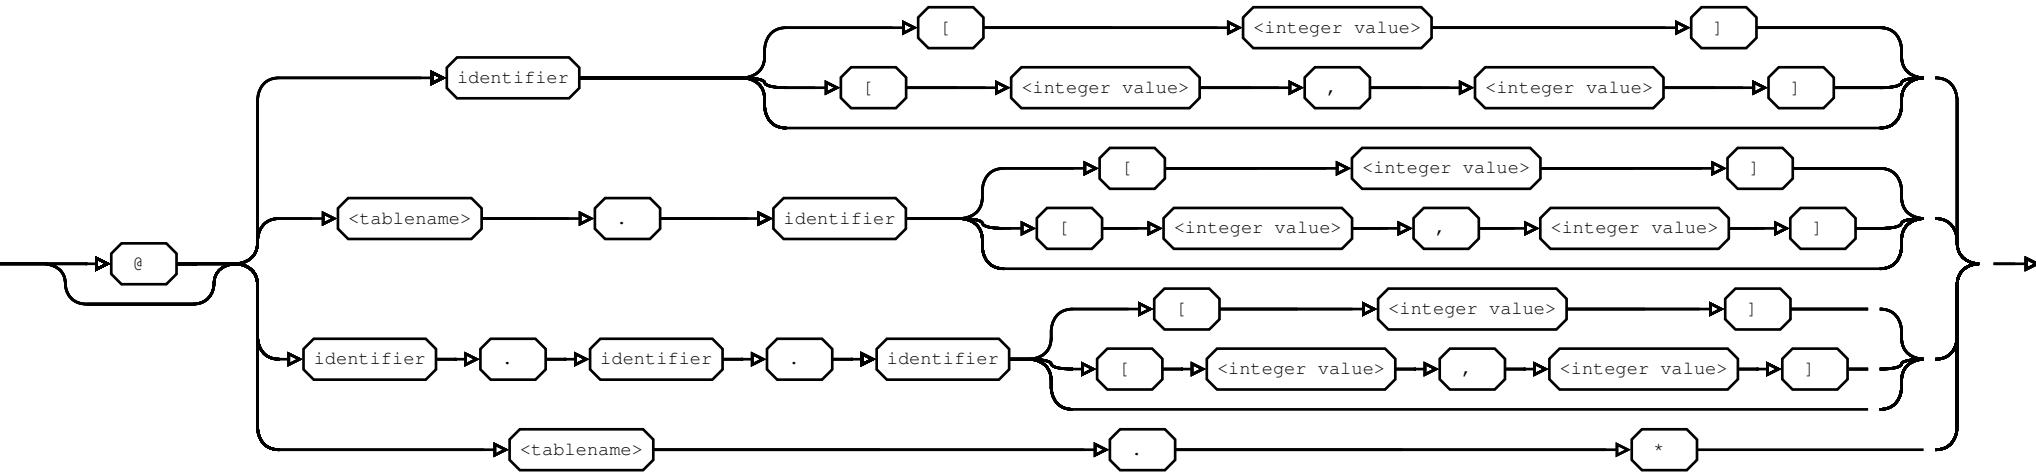 [ <integer value> ]
identifier
[ <integer value> , <integer value> ]
[ <integer value> ]
<tablename> . identifier
[ <integer value> , <integer value> ]
@
[ <integer value> ]
identifier . identifier . identifier
[ <integer value> , <integer value> ]
<tablename> . *